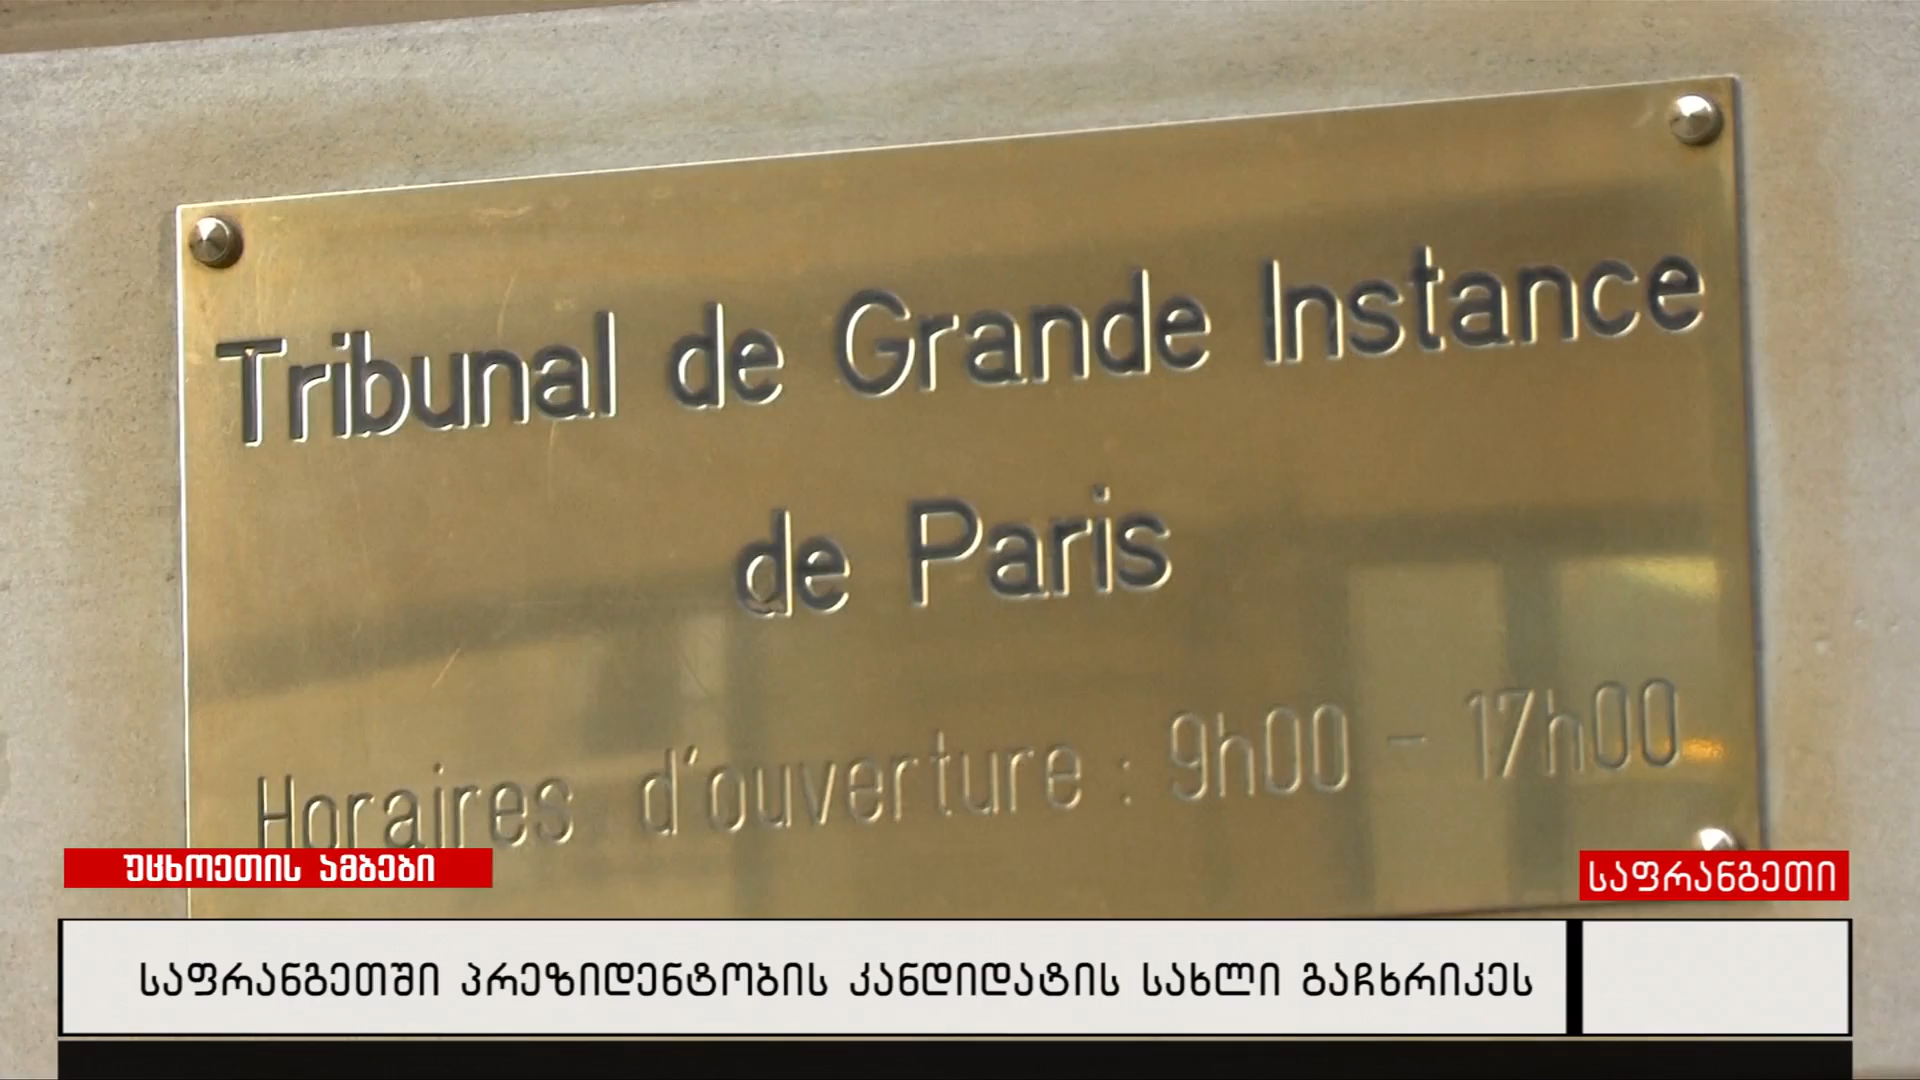 Tribunal de Grande Instance
de Paris
Horaires d'ouverture : 9h00 - 17h00
უცხოეთის ამბები
საფრანგეთი
საფრანგეთში პრეზიდენტობის კანდიდატის სახლი გაჩხრიკეს